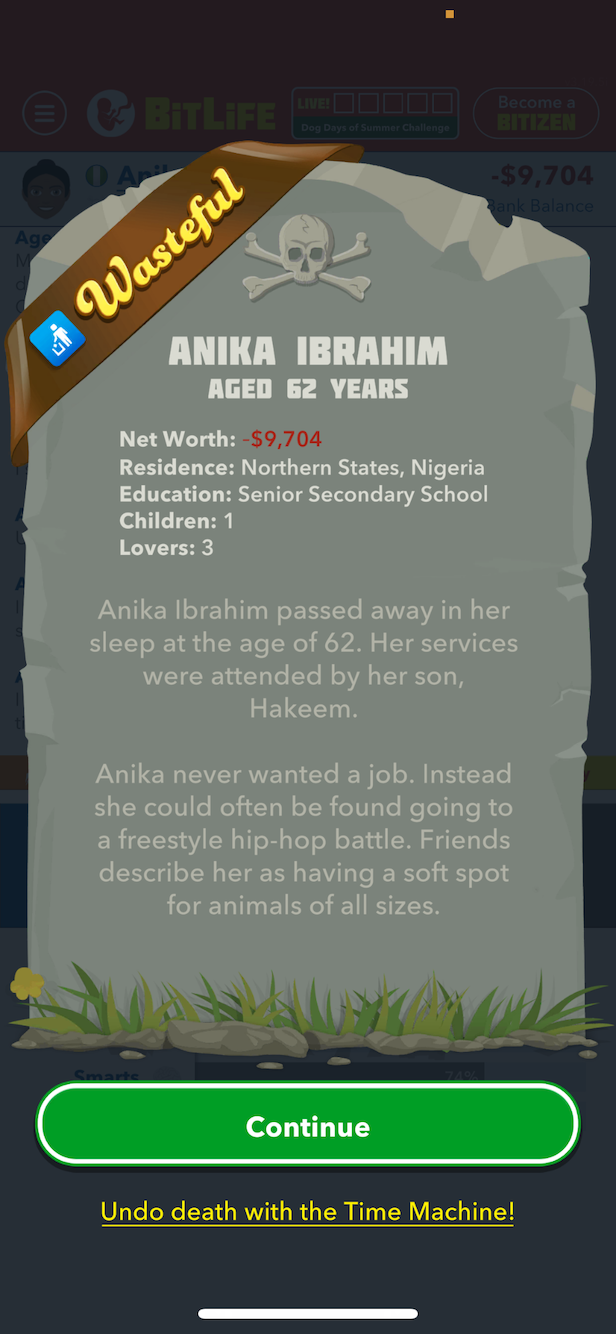 BitLife
LIVE!
Dog Days of Summer Challenge
Become a
BITIZEN
-$9,704
Bank Balance
Wasteful
ANIKA IBRAHIM
AGED 62 YEARS
Net Worth: -$9,704
Residence: Northern States, Nigeria
Education: Senior Secondary School
Children: 1
Lovers: 3
Anika Ibrahim passed away in her
sleep at the age of 62. Her services
were attended by her son,
Hakeem.
Anika never wanted a job. Instead
she could often be found going to
a freestyle hip-hop battle. Friends
describe her as having a soft spot
for animals of all sizes.
Smarts
74%
Continue
Undo death with the Time Machine!